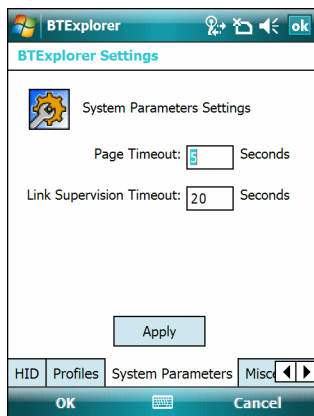 BTExplorer ok
BTExplorer Settings
System Parameters Settings
Page Timeout: 5 Seconds
Link Supervision Timeout: 20 Seconds
Apply
HID Profiles System Parameters Misce
OK Cancel